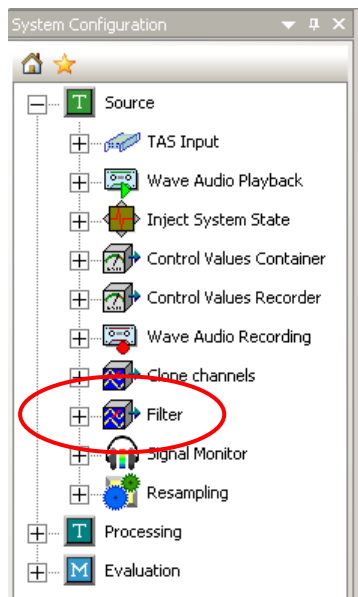 System Configuration
T Source
TAS Input
Wave Audio Playback
Inject System State
Control Values Container
Control Values Recorder
Wave Audio Recording
Clone channels
Filter
Signal Monitor
Resampling
T Processing
M Evaluation